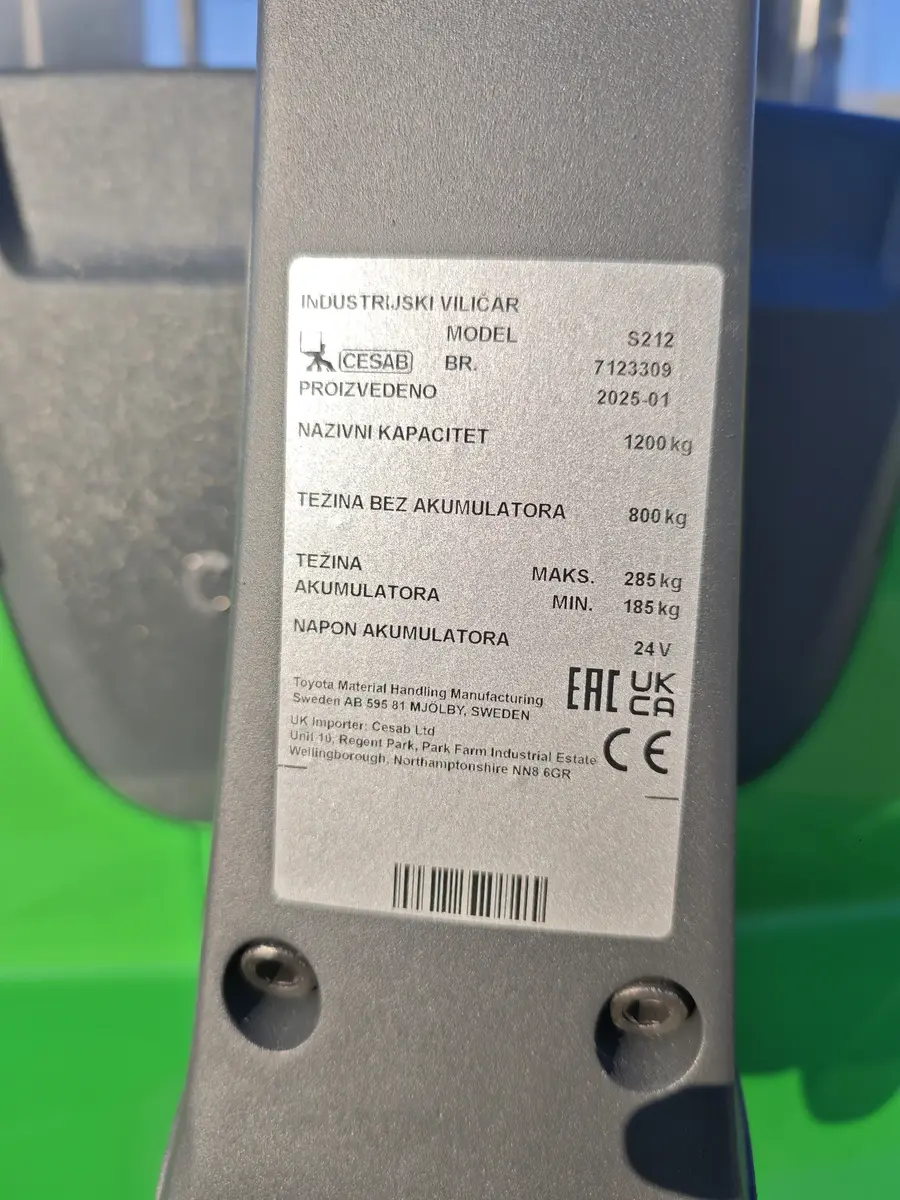 INDUSTRIJSKI VILIČAR
MODEL S212
CESAB BR. 7123309
PROIZVEDENO 2025-01
NAZIVNI KAPACITET 1200 kg
TEŽINA BEZ AKUMULATORA 800 kg
TEŽINA MAKS. 285 kg
AKUMULATORA MIN. 185 kg
NAPON AKUMULATORA 24 V
EAC UK CA
Toyota Material Handling Manufacturing
Sweden AB 595 81 MJÖLBY, SWEDEN
UK Importer: Cesab Ltd
Unit 10, Regent Park, Park Farm Industrial Estate
Wellingborough, Northamptonshire NN8 6GR
CE